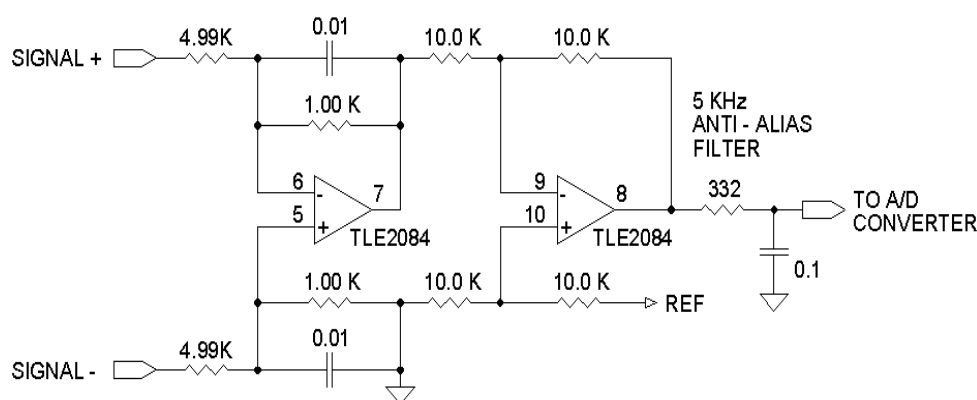 SIGNAL +
4.99K
0.01
1.00 K
10.0 K
10.0 K
6
-
5
+
7
TLE2084
9
-
10
+
8
TLE2084
5 KHz
ANTI - ALIAS
FILTER
332
TO A/D
CONVERTER
0.1
1.00 K
10.0 K
10.0 K
REF
SIGNAL -
4.99K
0.01